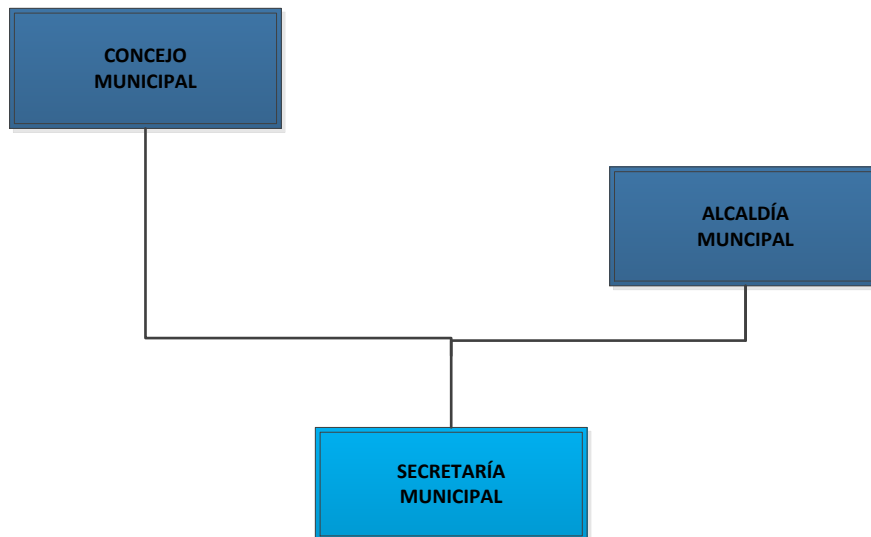 CONCEJO
MUNICIPAL
ALCALDÍA
MUNCIPAL
SECRETARÍA
MUNICIPAL